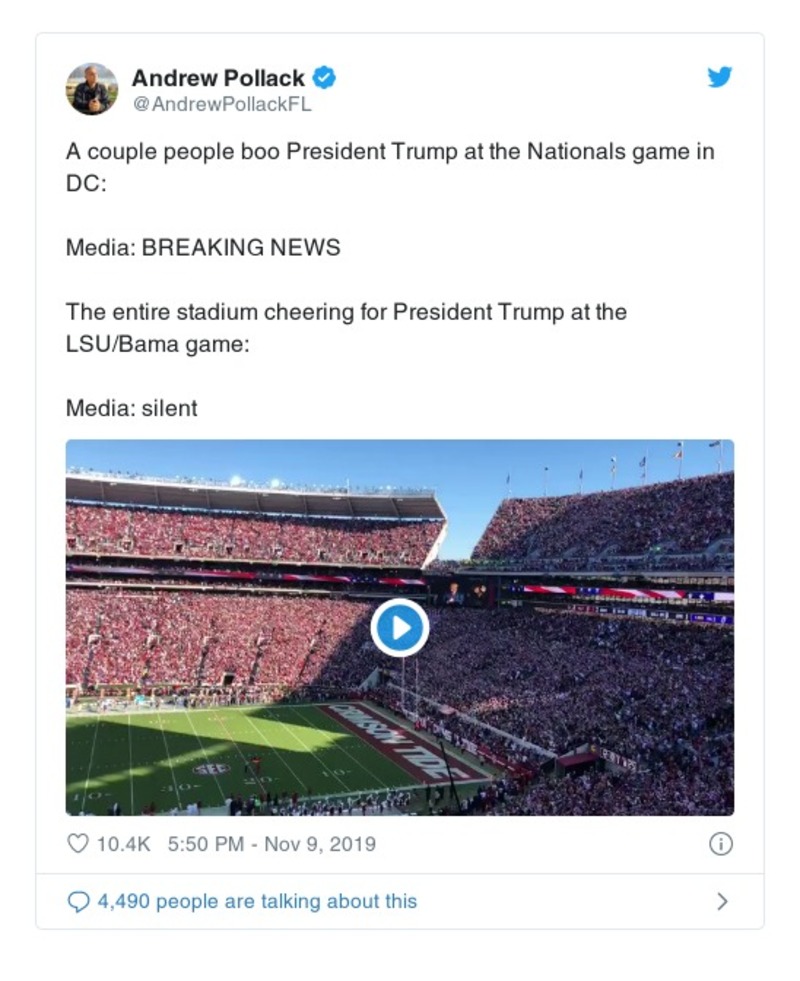 Andrew Pollack
@AndrewPollackFL
A couple people boo President Trump at the Nationals game in
DC:
Media: BREAKING NEWS
The entire stadium cheering for President Trump at the
LSU/Bama game:
Media: silent
CRIMSON TIDE
SEC
10.4K 5:50 PM - Nov 9, 2019
4,490 people are talking about this